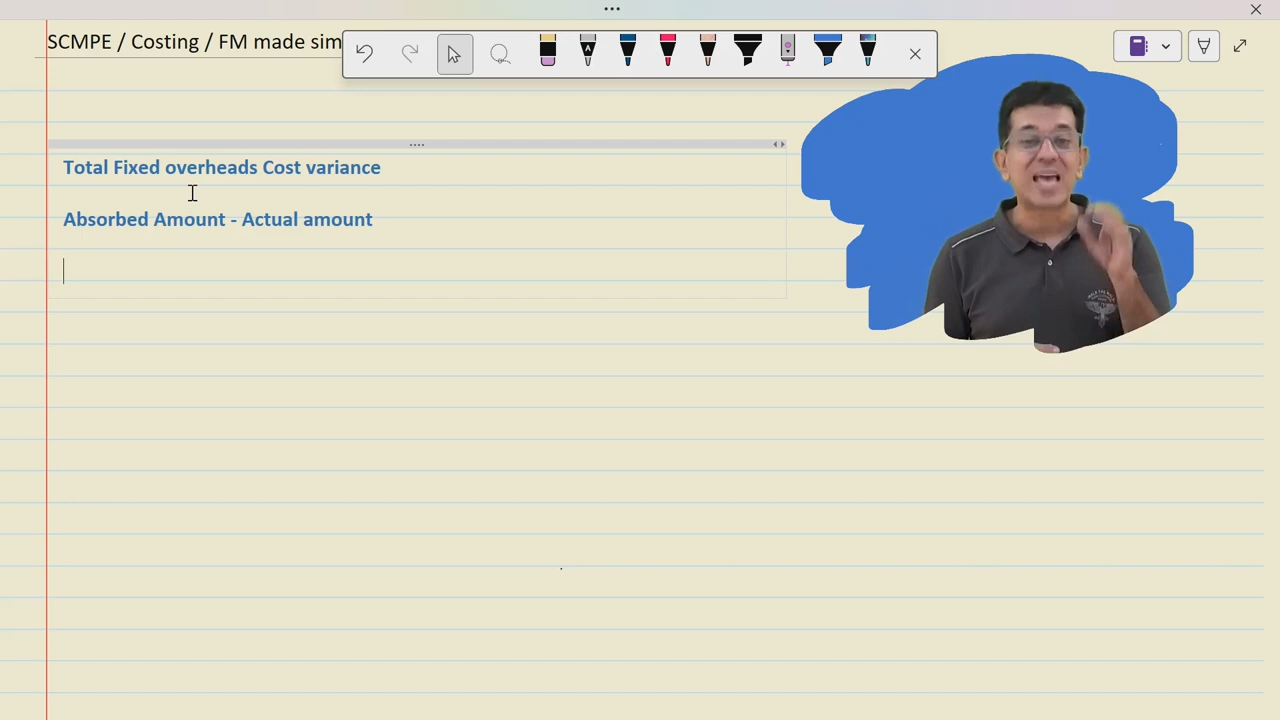 SCMPE / Costing / FM made sim
Total Fixed overheads Cost variance
Absorbed Amount - Actual amount